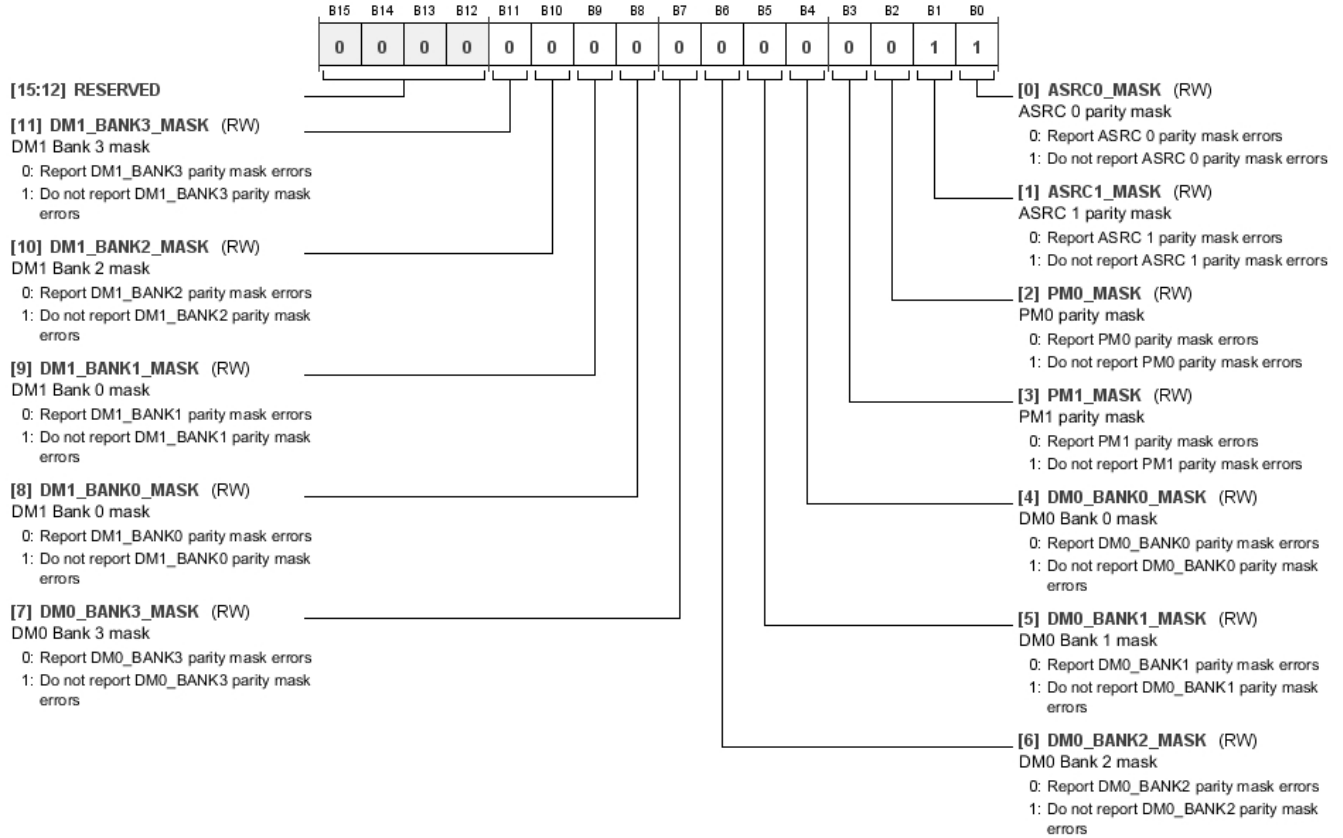 B15 B14 B13 B12 B11 B10 B9 B8 B7 B6 B5 B4 B3 B2 B1 B0
0 0 0 0 0 0 0 0 0 0 0 0 0 0 1 1
[15:12] RESERVED
[11] DM1_BANK3_MASK (RW)
DM1 Bank 3 mask
0: Report DM1_BANK3 parity mask errors
1: Do not report DM1_BANK3 parity mask
errors
[10] DM1_BANK2_MASK (RW)
DM1 Bank 2 mask
0: Report DM1_BANK2 parity mask errors
1: Do not report DM1_BANK2 parity mask
errors
[9] DM1_BANK1_MASK (RW)
DM1 Bank 0 mask
0: Report DM1_BANK1 parity mask errors
1: Do not report DM1_BANK1 parity mask
errors
[8] DM1_BANK0_MASK (RW)
DM1 Bank 0 mask
0: Report DM1_BANK0 parity mask errors
1: Do not report DM1_BANK0 parity mask
errors
[7] DM0_BANK3_MASK (RW)
DM0 Bank 3 mask
0: Report DM0_BANK3 parity mask errors
1: Do not report DM0_BANK3 parity mask
errors
[0] ASRC0_MASK (RW)
ASRC 0 parity mask
0: Report ASRC 0 parity mask errors
1: Do not report ASRC 0 parity mask errors
[1] ASRC1_MASK (RW)
ASRC 1 parity mask
0: Report ASRC 1 parity mask errors
1: Do not report ASRC 1 parity mask errors
[2] PM0_MASK (RW)
PM0 parity mask
0: Report PM0 parity mask errors
1: Do not report PM0 parity mask errors
[3] PM1_MASK (RW)
PM1 parity mask
0: Report PM1 parity mask errors
1: Do not report PM1 parity mask errors
[4] DM0_BANK0_MASK (RW)
DM0 Bank 0 mask
0: Report DM0_BANK0 parity mask errors
1: Do not report DM0_BANK0 parity mask
errors
[5] DM0_BANK1_MASK (RW)
DM0 Bank 1 mask
0: Report DM0_BANK1 parity mask errors
1: Do not report DM0_BANK1 parity mask
errors
[6] DM0_BANK2_MASK (RW)
DM0 Bank 2 mask
0: Report DM0_BANK2 parity mask errors
1: Do not report DM0_BANK2 parity mask
errors